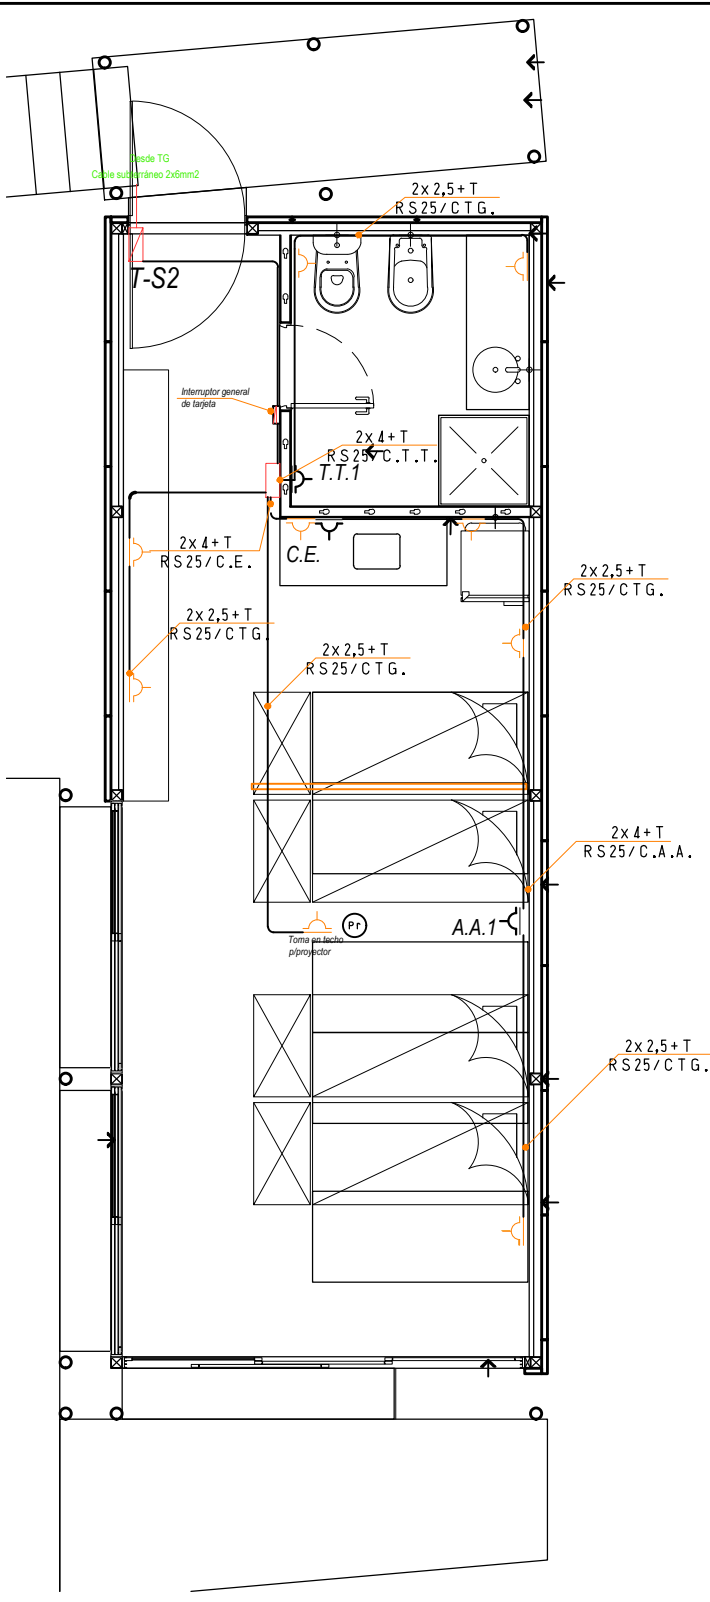 Desde TG
Cable subterráneo 2x6mm2
2x2,5+T
RS25/CTG.
T-S2
Interruptor general
de tarjeta
2x4+T
RS25/C.T.T.
T.T.1
2x4+T
RS25/C.E.
C.E.
2x2,5+T
RS25/CTG.
2x2,5+T
RS25/CTG.
2x2,5+T
RS25/CTG.
2x4+T
RS25/C.A.A.
Pr
A.A.1
Toma en techo
p/proyector
2x2,5+T
RS25/CTG.